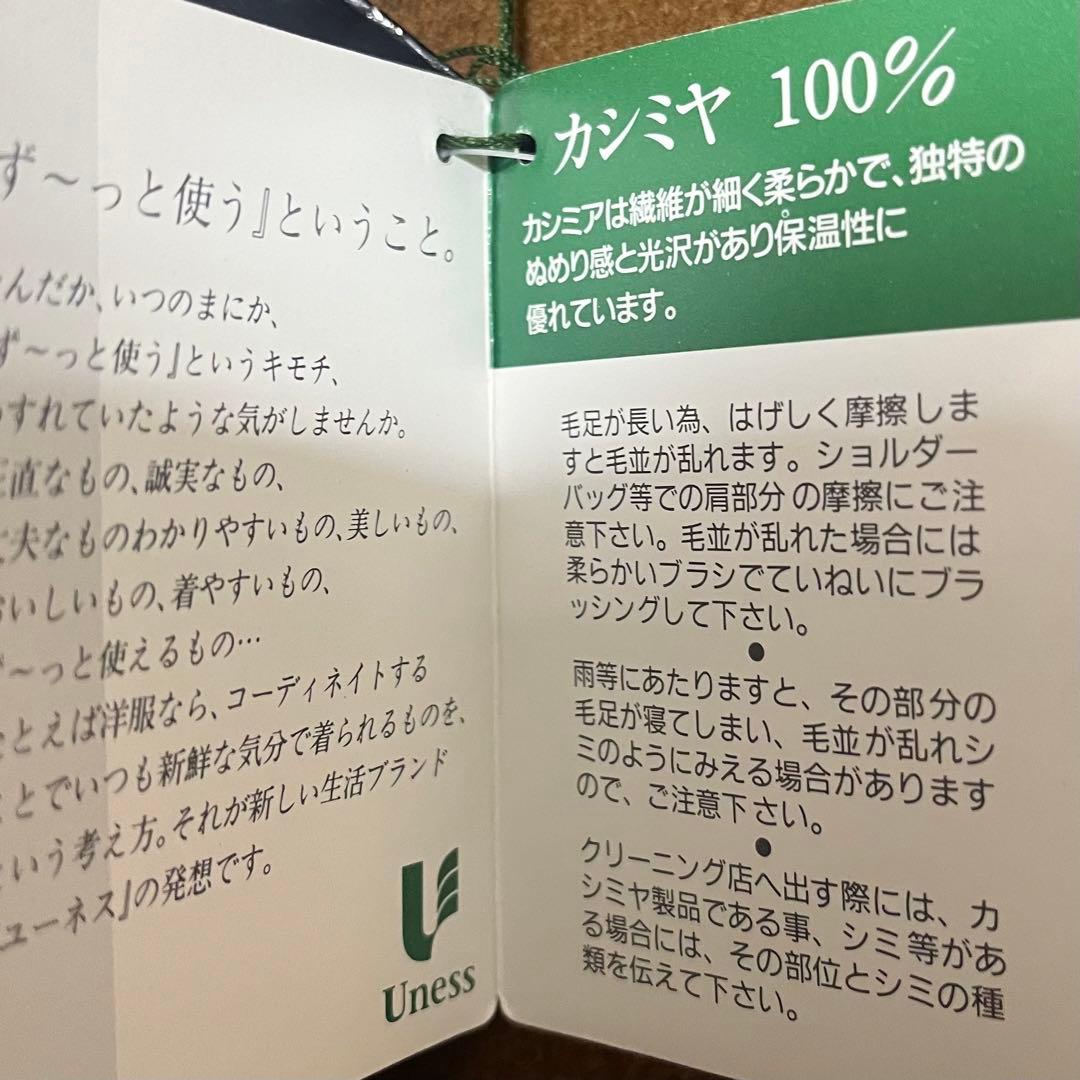 ず～っと使う』ということ。
んだか、いつのまにか、
ず～っと使う』というキモチ、
すれていたような気がしませんか。
直なもの、誠実なもの、
夫なものわかりやすいもの、美しいもの、
いしいもの、着やすいもの、
～っと使えるもの…
とえば洋服なら、コーディネイトする
とでいつも新鮮な気分で着られるものを、
いう考え方。それが新しい生活ブランド
ューネス』の発想です。
Uness
カシミヤ 100%
カシミアは繊維が細く柔らかで、独特の
ぬめり感と光沢があり保温性に
優れています。
毛足が長い為、はげしく摩擦しま
すと毛並が乱れます。ショルダー
バッグ等での肩部分の摩擦にご注
意下さい。毛並が乱れた場合には
柔らかいブラシでていねいにブラ
ッシングして下さい。
●
雨等にあたりますと、その部分の
毛足が寝てしまい、毛並が乱れシ
ミのようにみえる場合があります
ので、ご注意下さい。
●
クリーニング店へ出す際には、カ
シミヤ製品である事、シミ等があ
る場合には、その部位とシミの種
類を伝えて下さい。